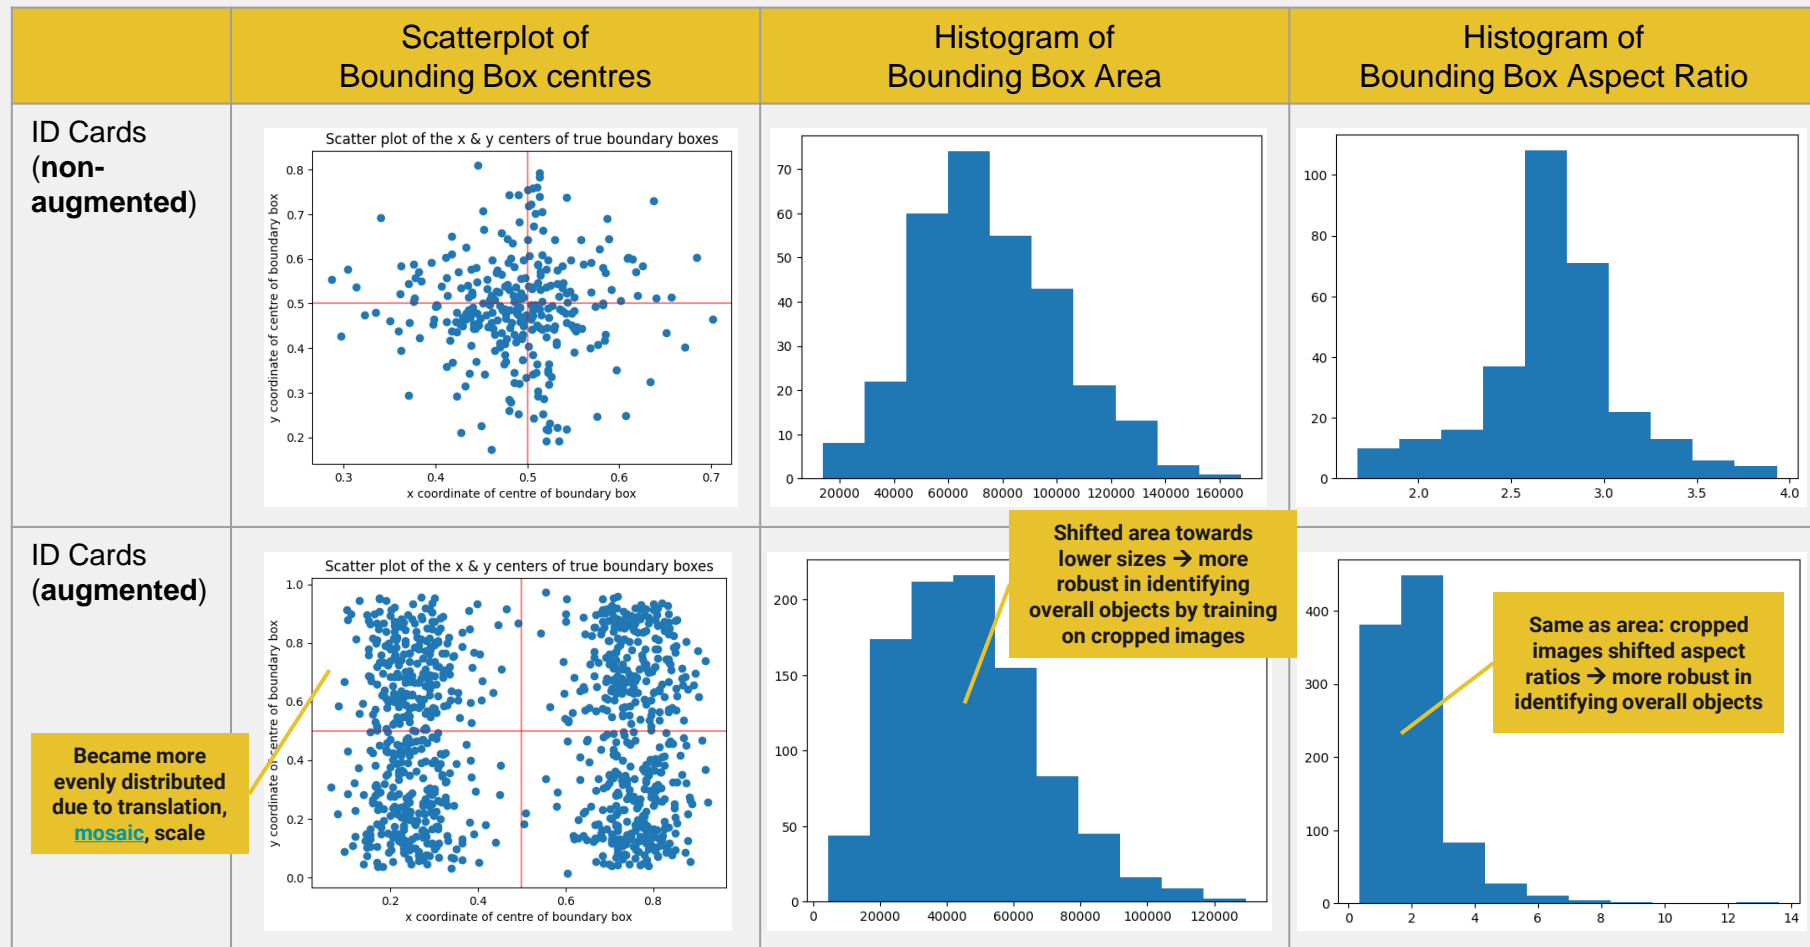 Scatterplot of
Bounding Box centres
Histogram of
Bounding Box Area
Histogram of
Bounding Box Aspect Ratio
ID Cards
(non-
augmented)
Scatter plot of the x & y centers of true boundary boxes
y coordinate of centre of boundary box
0.8
0.7
0.6
0.5
0.4
0.3
0.2
0.3
0.4
0.5
0.6
0.7
x coordinate of centre of boundary box
70
60
50
40
30
20
10
0
20000
40000
60000
80000
100000
120000
140000
160000
100
80
60
40
20
0
2.0
2.5
3.0
3.5
4.0
ID Cards
(augmented)
Became more
evenly distributed
due to translation,
mosaic, scale
Scatter plot of the x & y centers of true boundary boxes
y coordinate of centre of boundary box
1.0
0.8
0.6
0.4
0.2
0.0
0.2
0.4
0.6
0.8
x coordinate of centre of boundary box
Shifted area towards
lower sizes → more
robust in identifying
overall objects by training
on cropped images
200
150
100
50
0
0
20000
40000
60000
80000
100000
120000
Same as area: cropped
images shifted aspect
ratios → more robust in
identifying overall objects
400
300
200
100
0
0
2
4
6
8
10
12
14